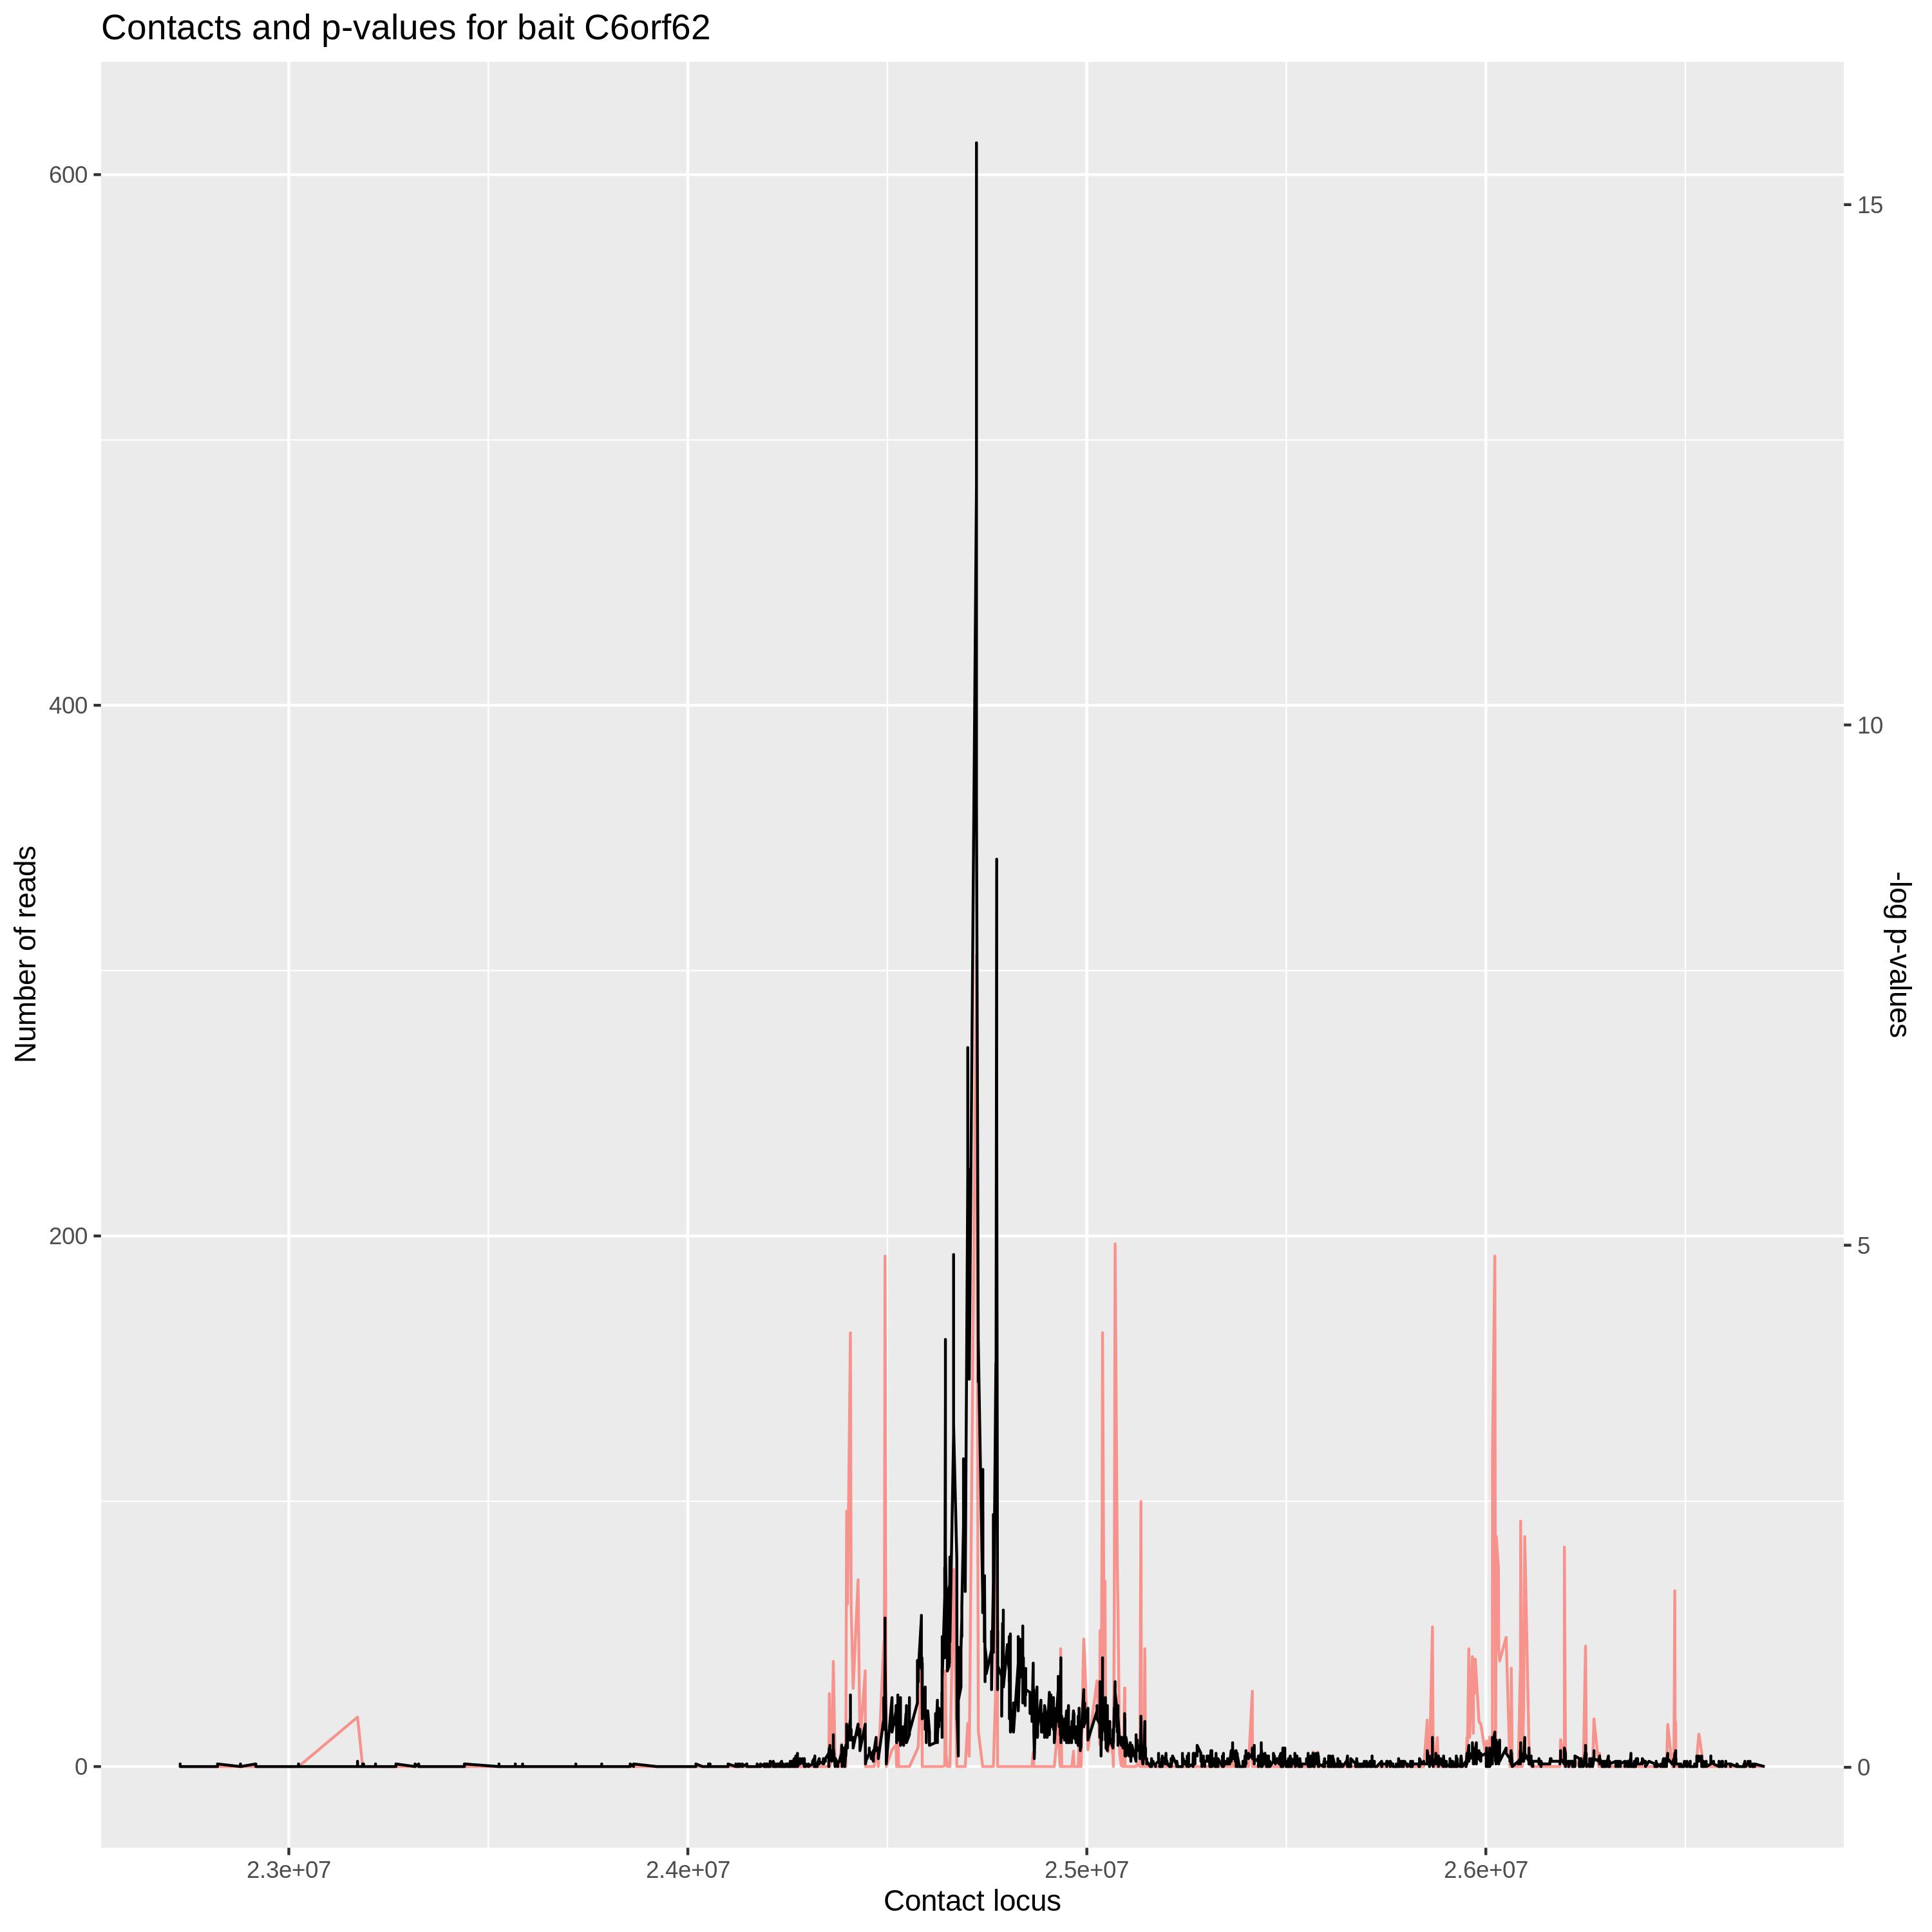 Contacts and p-values for bait C6orf62
600
400
200
0
15
10
5
0
Number of reads
-log p-values
2.3e+07
2.4e+07
2.5e+07
2.6e+07
Contact locus